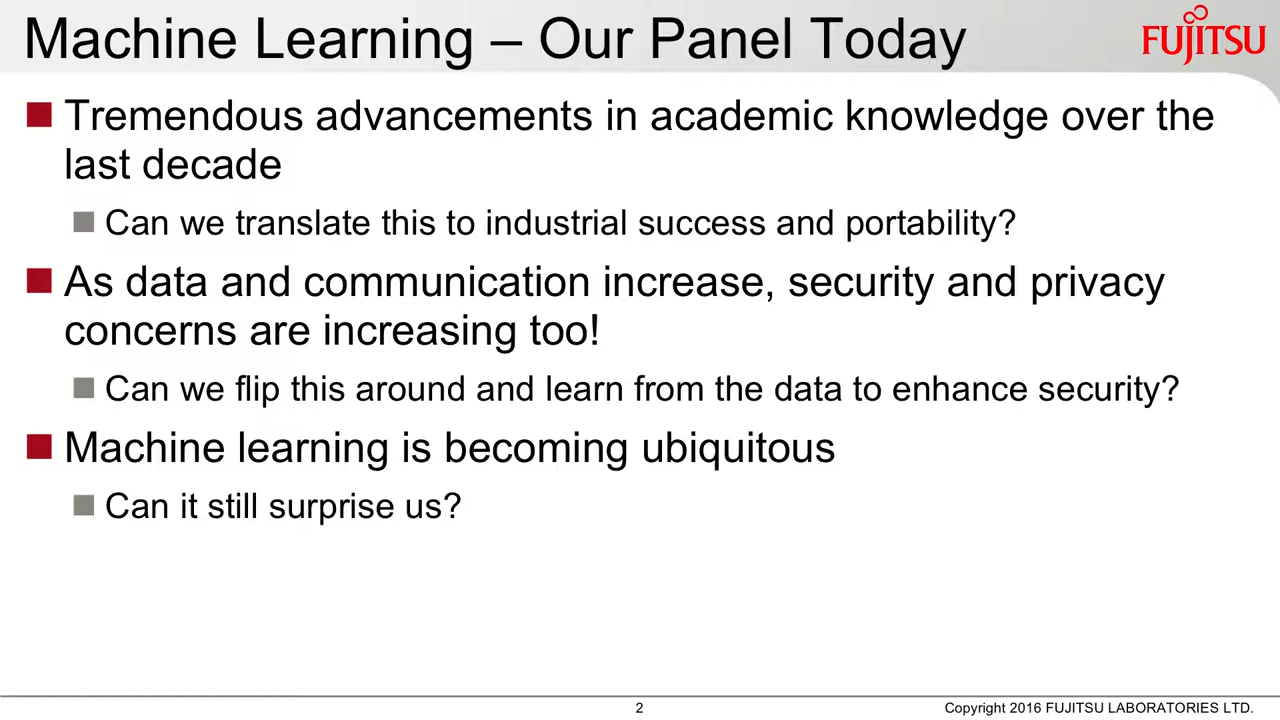 Machine Learning – Our Panel Today
FUJITSU
Tremendous advancements in academic knowledge over the
last decade
Can we translate this to industrial success and portability?
As data and communication increase, security and privacy
concerns are increasing too!
Can we flip this around and learn from the data to enhance security?
Machine learning is becoming ubiquitous
Can it still surprise us?
2
Copyright 2016 FUJITSU LABORATORIES LTD.